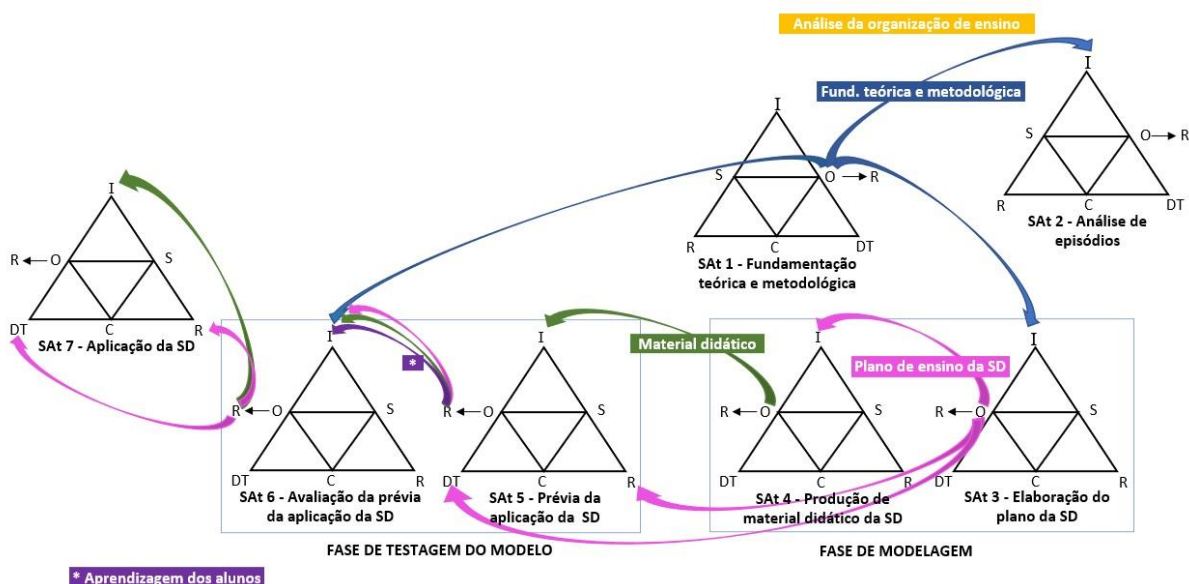 Análise da organização de ensino
I
Fund. teórica e metodológica
I
S
O → R
R
C
DT
SAt 2 - Análise de
episódios
S
O → R
R
C
DT
SAt 1 - Fundamentação
teórica e metodológica
I
R ← O
S
DT
C
R
SAt 7 - Aplicação da SD
I
*
R ← O
S
DT
C
R
SAt 6 - Avaliação da prévia
da aplicação da SD
I
R ← O
S
DT
C
R
SAt 5 - Prévia da
aplicação da SD
Material didático
I
R ← O
S
DT
C
R
SAt 4 - Produção de
material didático da SD
Plano de ensino da SD
I
R ← O
S
DT
C
R
SAt 3 - Elaboração do
plano da SD
FASE DE TESTAGEM DO MODELO
FASE DE MODELAGEM
* Aprendizagem dos alunos